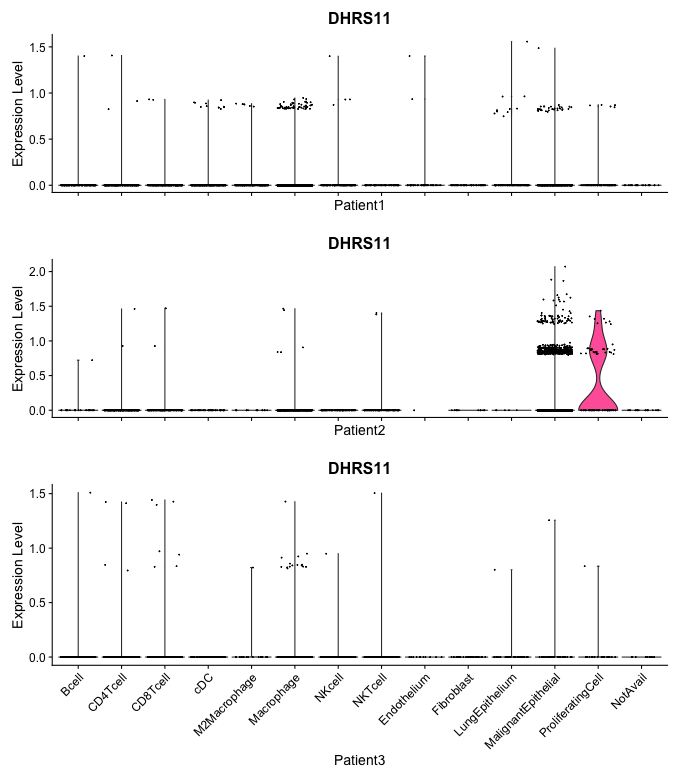 DHRS11
Expression Level
1.5
1.0
0.5
0.0
Patient1
DHRS11
Expression Level
2.0
1.5
1.0
0.5
0.0
Patient2
DHRS11
Expression Level
1.5
1.0
0.5
0.0
Bcell
CD4Tcell
CD8Tcell
cDC
M2Macrophage
Macrophage
NKcell
NKTcell
Endothelium
Fibroblast
LungEpithelium
MalignantEpithelial
ProliferatingCell
NotAvail
Patient3